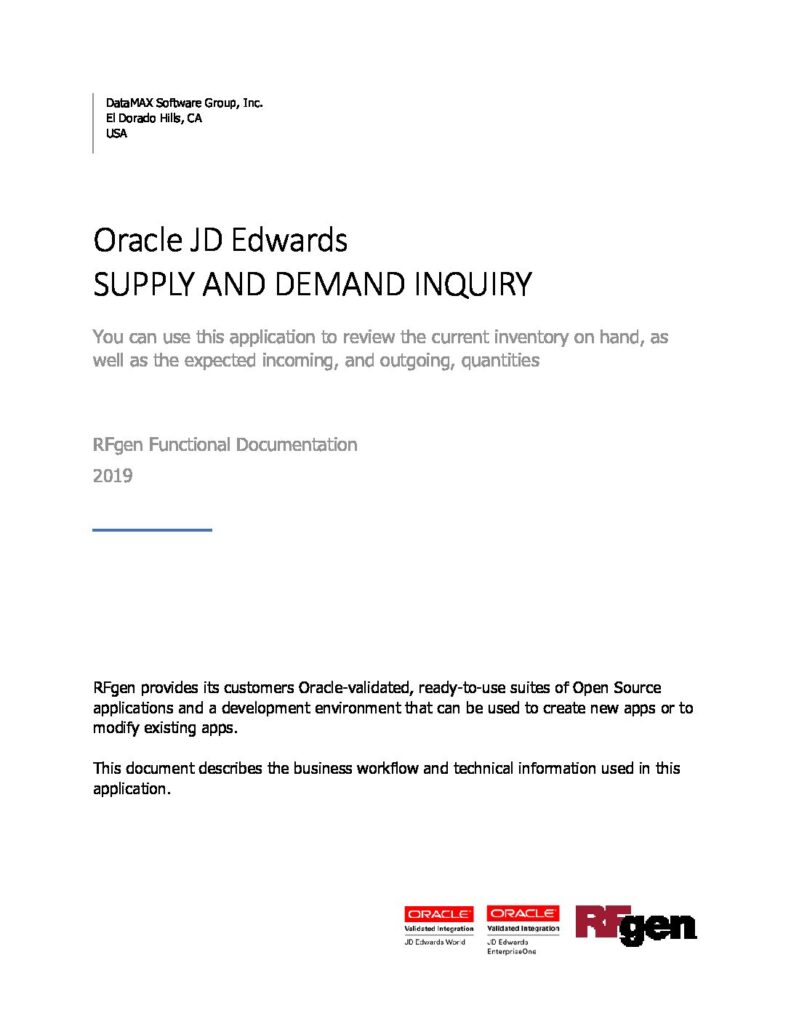 DataMAX Software Group, Inc.
El Dorado Hills, CA
USA
Oracle JD Edwards
SUPPLY AND DEMAND INQUIRY
You can use this application to review the current inventory on hand, as
well as the expected incoming, and outgoing, quantities
RFgen Functional Documentation
2019
RFgen provides its customers Oracle-validated, ready-to-use suites of Open Source
applications and a development environment that can be used to create new apps or to
modify existing apps.
This document describes the business workflow and technical information used in this
application.
ORACLE
Validated Integration
JD Edwards World
ORACLE
Validated Integration
JD Edwards
EnterpriseOne
RFgen